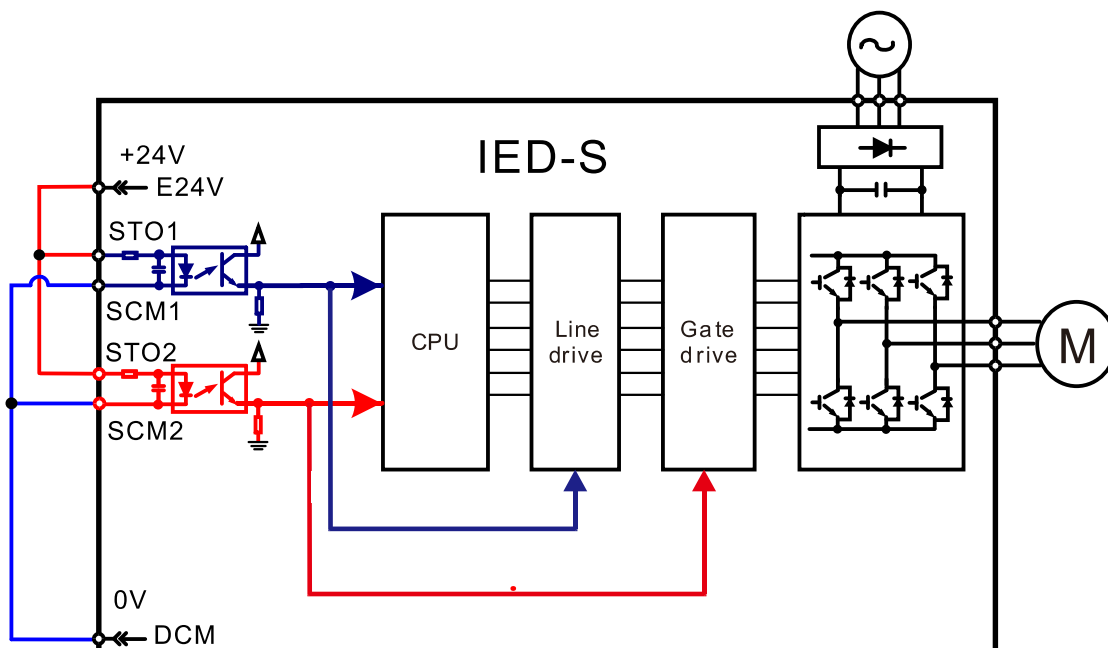 IED-S
+24V
E24V
STO1
SCM1
STO2
SCM2
CPU
Line
drive
Gate
drive
M
0V
DCM